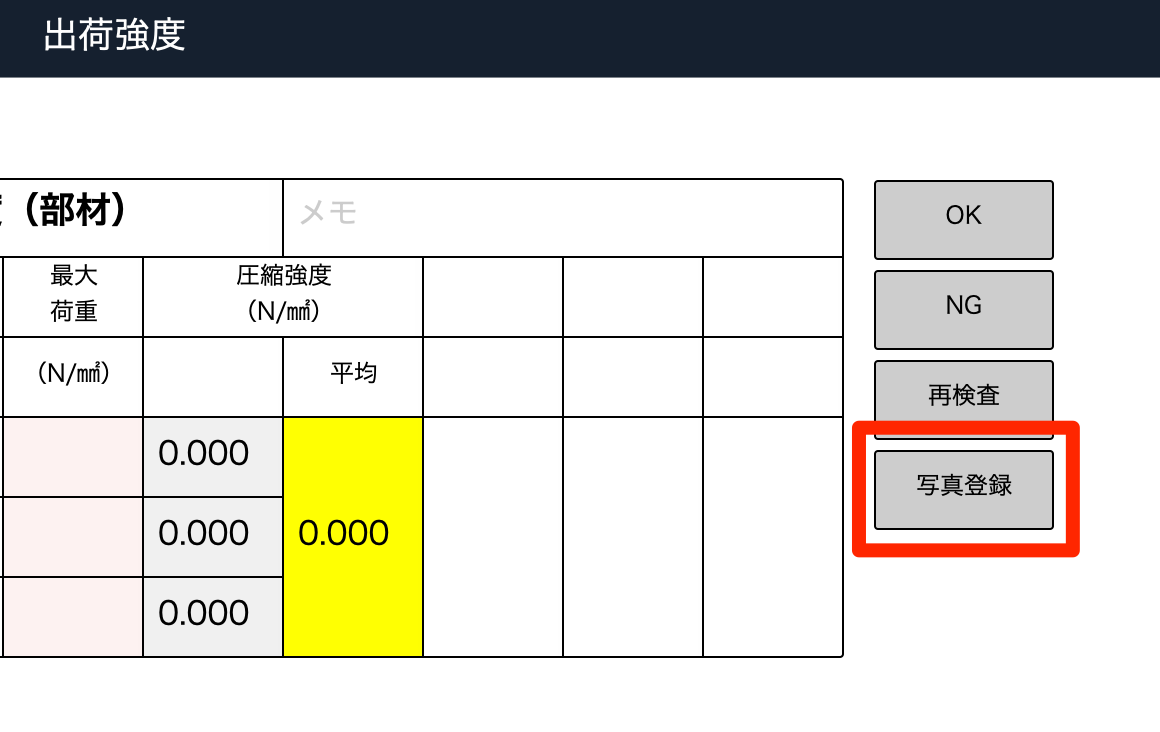 出荷強度
（部材）
メモ
OK
最大
荷重
圧縮強度
（N/㎟）
NG
（N/㎟）
平均
再検査
0.000
写真登録
0.000
0.000
0.000